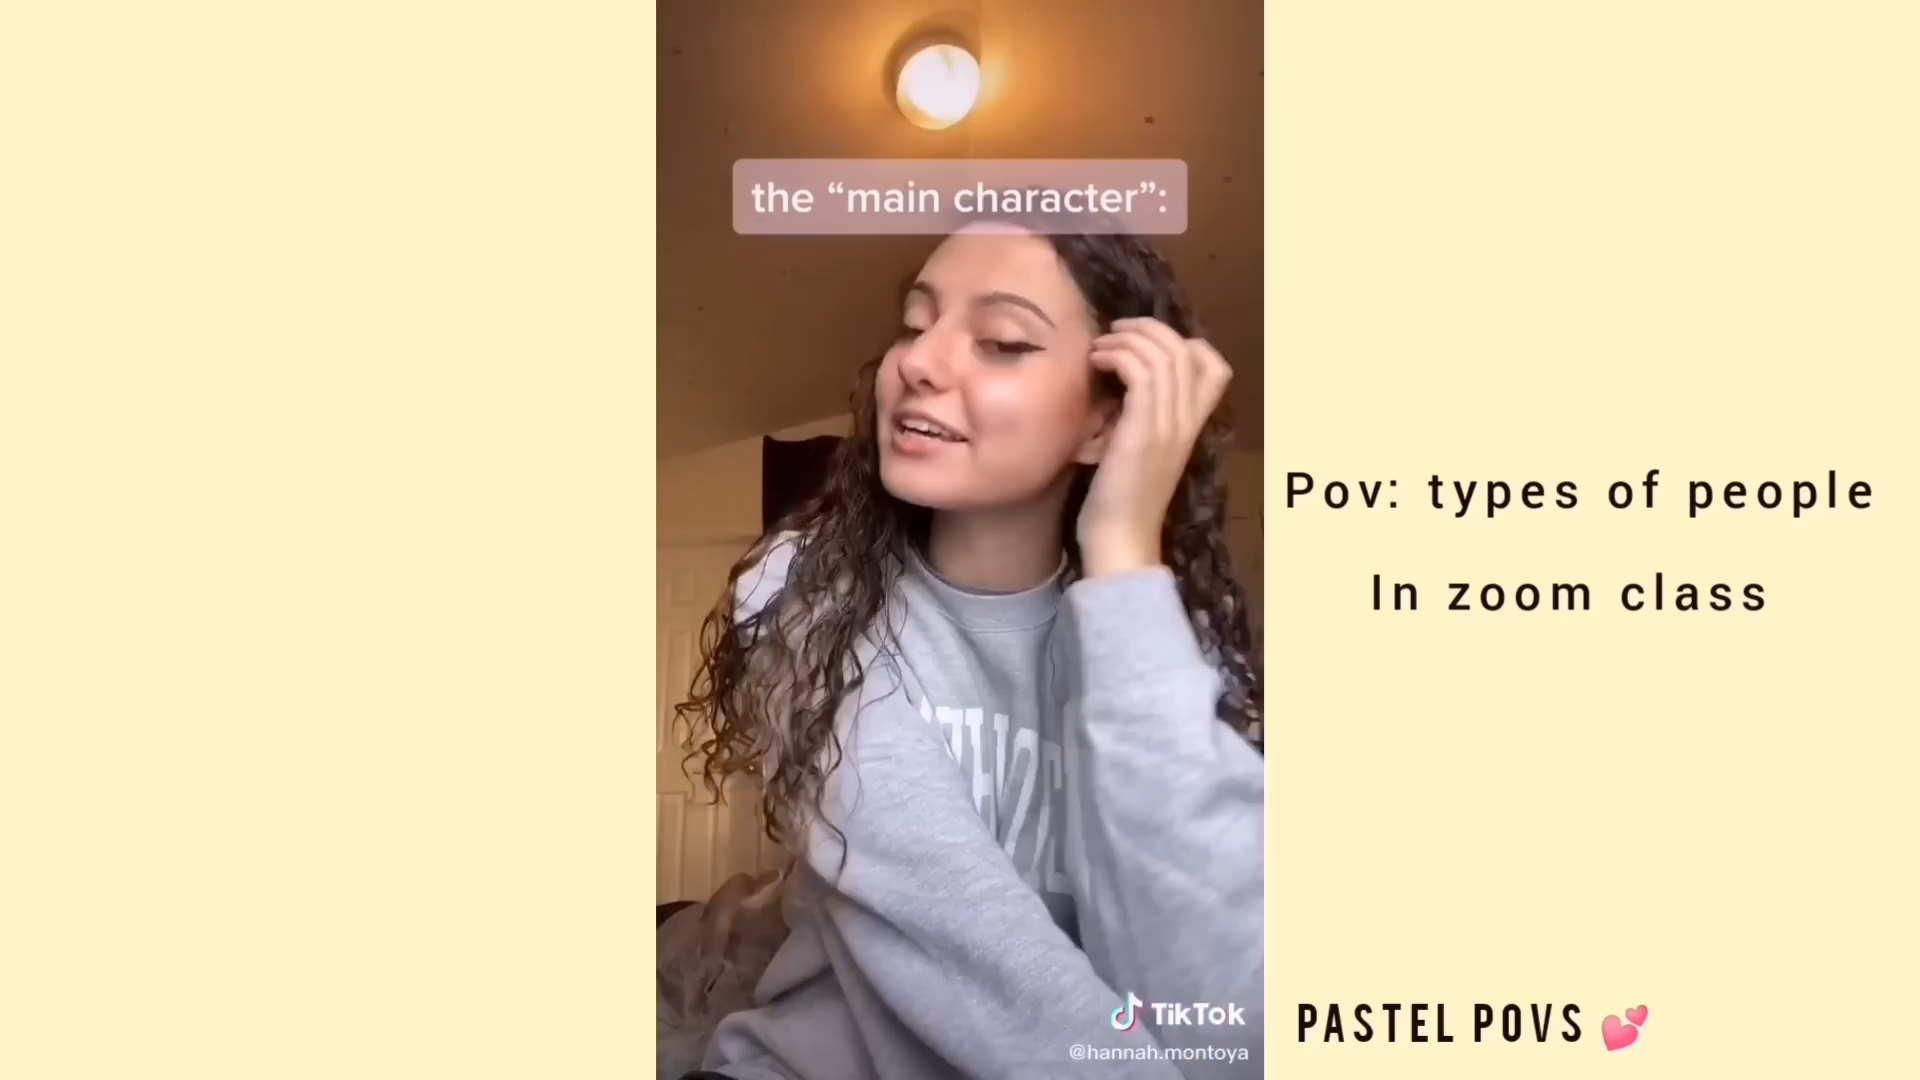 the “main character”:
Pov: types of people
In zoom class
TikTok
@hannah.montoya
PASTEL POVS 💕